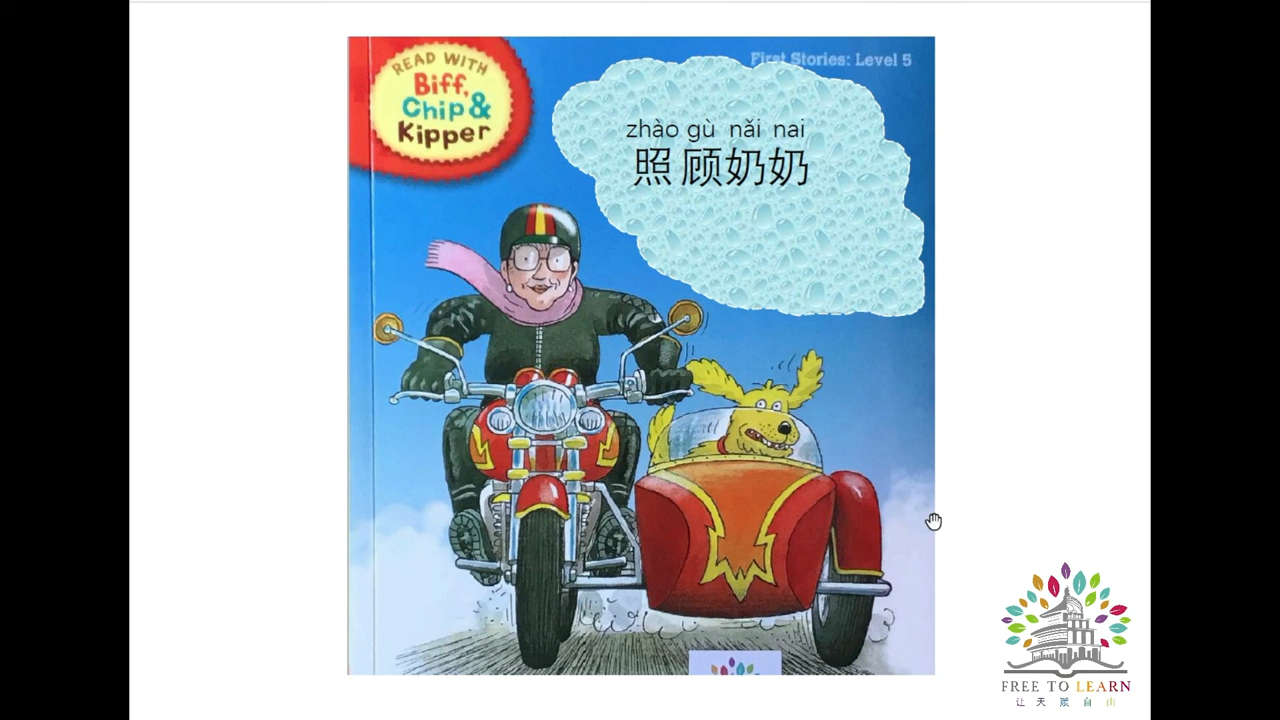 READ WITH
Biff,
Chip &
Kipper
First Stories: Level 5
zhào gù nǎi nai
照顾奶奶
FREE TO LEARN
让天赋自由